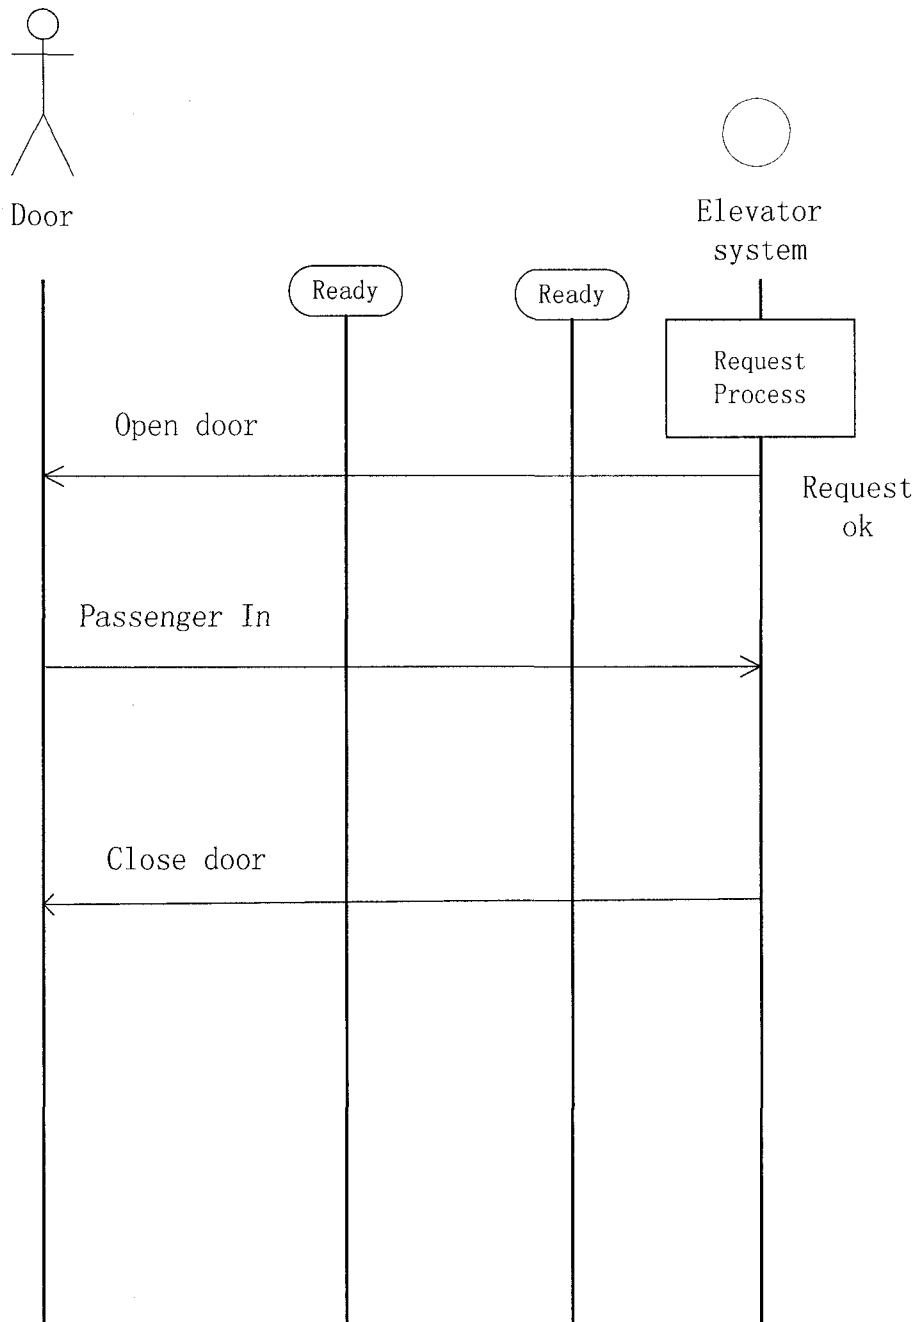 Door
Elevator
system
Ready
Ready
Request
Process
Open door
Request
ok
Passenger In
Close door